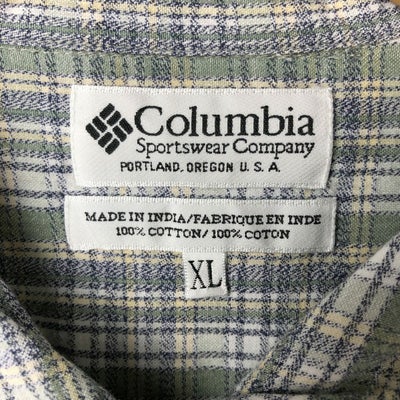 Columbia
Sportswear Company
PORTLAND, OREGON U. S. A.
MADE IN INDIA/FABRIQUE EN INDE
100% COTTON/100% COTON
XL